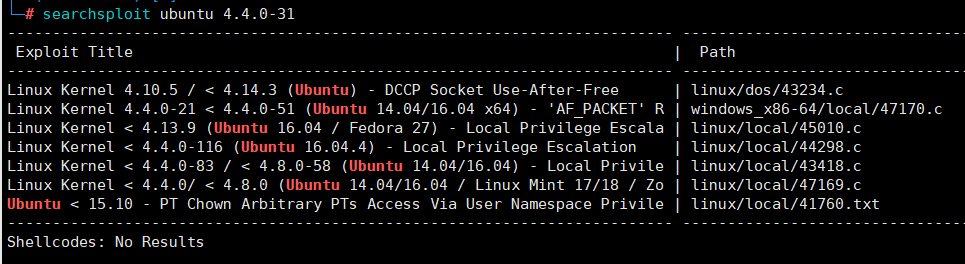 └─# searchsploit ubuntu 4.4.0-31
Exploit Title | Path
Linux Kernel 4.10.5 / < 4.14.3 (Ubuntu) - DCCP Socket Use-After-Free | linux/dos/43234.c
Linux Kernel 4.4.0-21 < 4.4.0-51 (Ubuntu 14.04/16.04 x64) - 'AF_PACKET' R | windows_x86-64/local/47170.c
Linux Kernel < 4.13.9 (Ubuntu 16.04 / Fedora 27) - Local Privilege Escala | linux/local/45010.c
Linux Kernel < 4.4.0-116 (Ubuntu 16.04.4) - Local Privilege Escalation | linux/local/44298.c
Linux Kernel < 4.4.0-83 / < 4.8.0-58 (Ubuntu 14.04/16.04) - Local Privile | linux/local/43418.c
Linux Kernel < 4.4.0/ < 4.8.0 (Ubuntu 14.04/16.04 / Linux Mint 17/18 / Zo | linux/local/47169.c
Ubuntu < 15.10 - PT Chown Arbitrary PTs Access Via User Namespace Privile | linux/local/41760.txt
Shellcodes: No Results